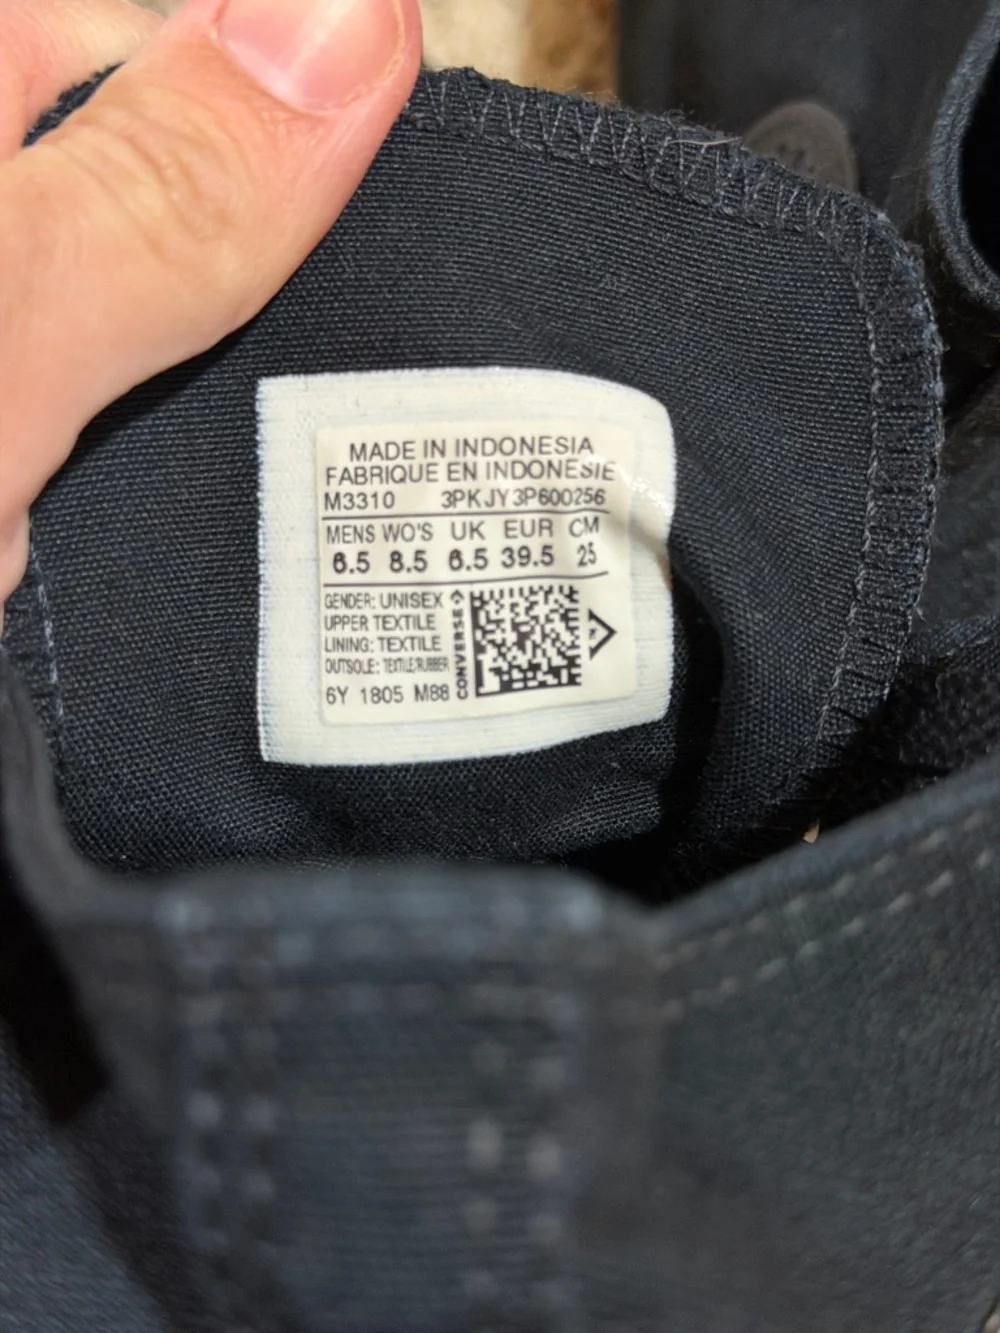 MADE IN INDONESIA
FABRIQUE EN INDONESIE
M3310 3PKJY3P600256
MENS WO'S UK EUR CM
6.5 8.5 6.5 39.5 25
GENDER: UNISEX
UPPER TEXTILE
LINING: TEXTILE
OUTSOLE: TEXTILE/RUBBER
6Y 1805 M88
CONVERSE